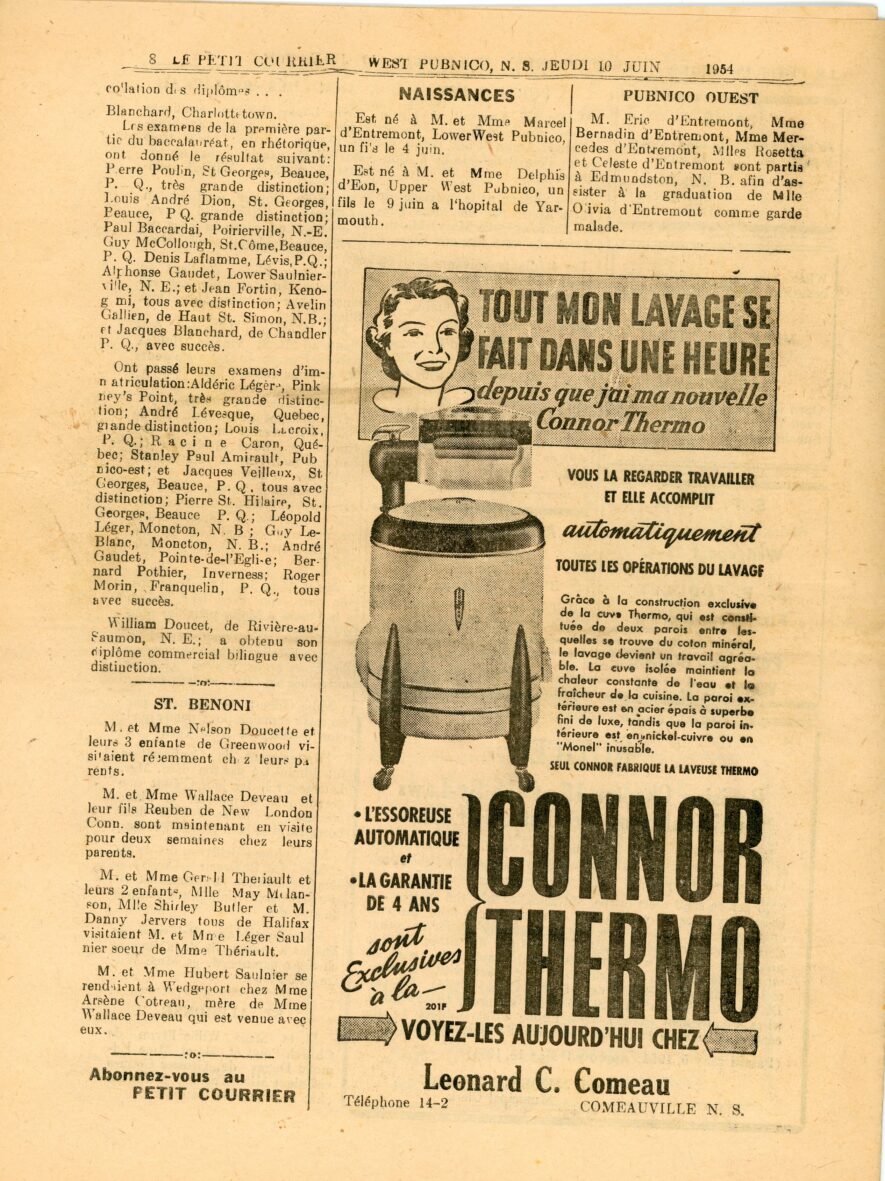 8 LE PETIT COURRIER WEST PUBNICO, N. S. JEUDI 10 JUIN 1954
co'lation des diplômes . . .
Blanchard, Charlottetown.
Les examens de la première par-
tie du baccalauréat, en rhétorique,
ont donné le résultat suivant:
Pierre Poulin, St Georges, Beauce,
P. Q., très grande distinction;
Louis André Dion, St. Georges,
Beauce, P Q. grande distinction;
Paul Baccardai, Poirierville, N.-E.
Guy McCollough, St.Côme,Beauce,
P. Q. Denis Laflamme, Lévis,P.Q.;
Alphonse Gaudet, Lower Saulnier-
ville, N. E.; et Jean Fortin, Keno-
g mi, tous avec distinction; Avelin
Gallien, de Haut St. Simon, N.B.;
et Jacques Blanchard, de Chandler
P. Q., avec succès.
Ont passé leurs examens d'im-
matriculation:Aldéric Légère, Pink
ney's Point, très grande distinc-
tion; André Lévesque, Quebec,
grande distinction; Louis Lacroix,
P. Q.; Racine Caron, Qué-
bec; Stanley Paul Amirault, Pub
nico-est; et Jacques Veilleux, St
Georges, Beauce, P. Q, tous avec
distinction; Pierre St. Hilaire, St.
Georges, Beauce P. Q.; Léopold
Léger, Moncton, N. B ; Guy Le-
Blanc, Moncton, N. B.; André
Gaudet, Pointe-de-l'Eglise; Ber-
nard Pothier, Inverness; Roger
Morin, Franquelin, P. Q., tous
avec succès.
William Doucet, de Rivière-au-
Saumon, N. E.; a obtenu son
diplôme commercial bilingue avec
distinction.
—:o:—
ST. BENONI
M. et Mme Nelson Doucette et
leurs 3 enfants de Greenwood vi-
sitaient récemment ch z leurs pa
rents.
M. et Mme Wallace Deveau et
leur fils Reuben de New London
Conn. sont maintenant en visite
pour deux semaines chez leurs
parents.
M. et Mme Gerald Theriault et
leurs 2 enfants, Mlle May Melan-
son, Mlle Shirley Butler et M.
Danny Jervers tous de Halifax
visitaient M. et Mme Léger Saul
nier soeur de Mme Thériault.
M. et Mme Hubert Saulnier se
rendaient à Wedgeport chez Mme
Arsène Cotreau, mère de Mme
Wallace Deveau qui est venue avec
eux.
—:o:—
Abonnez-vous au
PETIT COURRIER
NAISSANCES
Est né à M. et Mme Marcel
d'Entremont, Lower West Pubnico,
un fils le 4 juin.
Est né à M. et Mme Delphis
d'Eon, Upper West Pubnico, un
fils le 9 juin a l'hopital de Yar-
mouth.
PUBNICO OUEST
M. Eric d'Entremont, Mme
Bernadin d'Entremont, Mme Mer-
cedes d'Entremont, Mlles Rosetta
et Celeste d'Entremont sont partis
à Edmundston, N. B. afin d'as-
sister à la graduation de Mlle
Olivia d'Entremont comme garde
malade.
TOUT MON LAVAGE SE
FAIT DANS UNE HEURE
depuis que j'ai ma nouvelle
Connor Thermo
VOUS LA REGARDER TRAVAILLER
ET ELLE ACCOMPLIT
automatiquement
TOUTES LES OPÉRATIONS DU LAVAGE
Grâce à la construction exclusive
de la cuve Thermo, qui est consti-
tuée de deux parois entre les-
quelles se trouve du coton minéral,
le lavage devient un travail agréa-
ble. La cuve isolée maintient la
chaleur constante de l'eau et la
fraîcheur de la cuisine. La paroi ex-
térieure est en acier épais à superbe
fini de luxe, tandis que la paroi in-
térieure est en nickel-cuivre ou en
"Monel" inusable.
SEUL CONNOR FABRIQUE LA LAVEUSE THERMO
• L'ESSOREUSE
AUTOMATIQUE
et
• LA GARANTIE
DE 4 ANS
sont
Exclusives
à la—
201F
CONNOR
THERMO
VOYEZ-LES AUJOURD'HUI CHEZ
Leonard C. Comeau
Téléphone 14-2 COMEAUVILLE N. S.